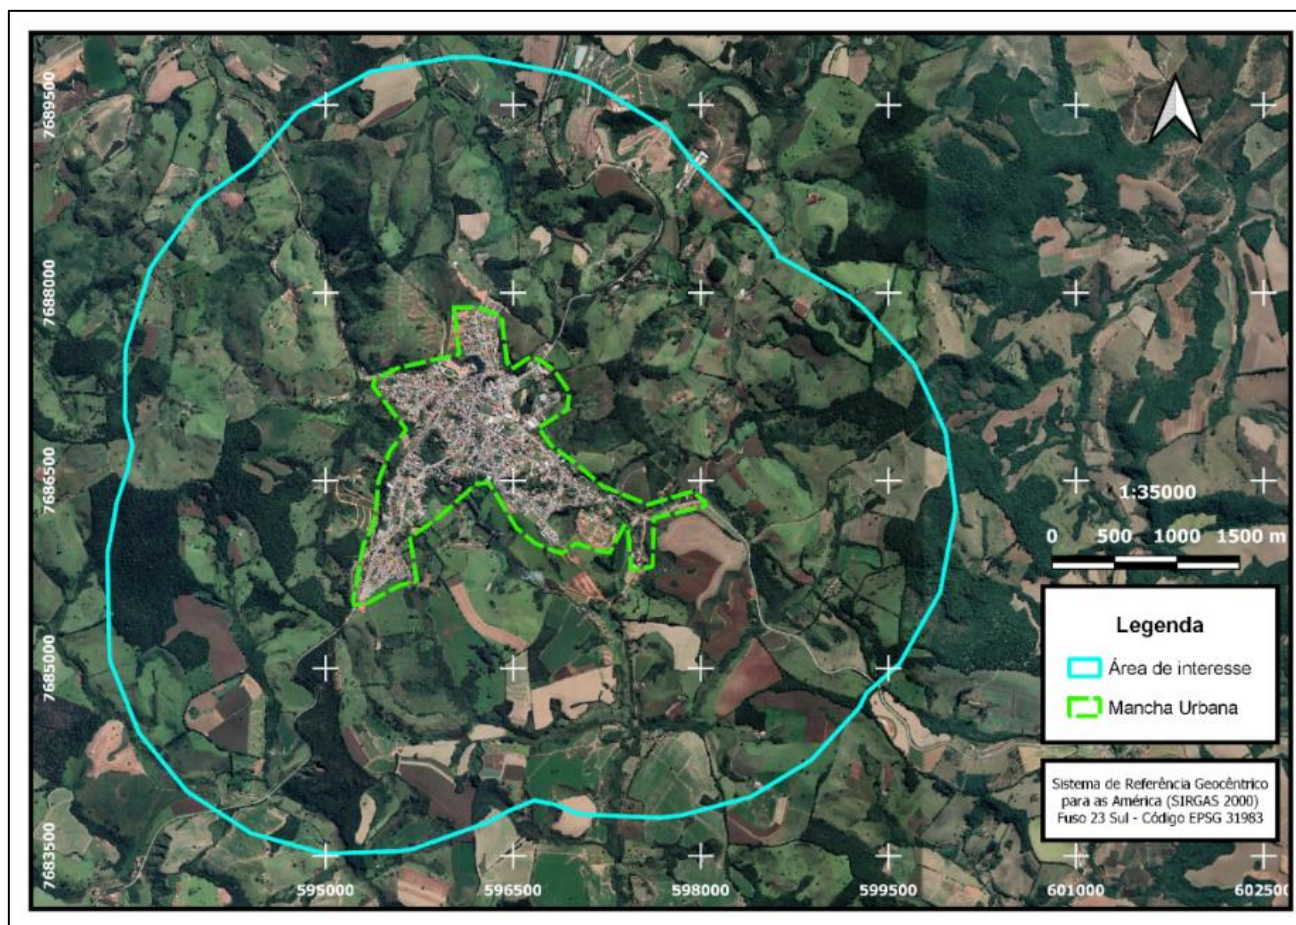 7689500
7688000
7686500
7685000
7683500
595000
596500
598000
599500
601000
602500
1:35000
0 500 1000 1500 m
Legenda
Área de interesse
Mancha Urbana
Sistema de Referência Geocêntrico
para as América (SIRGAS 2000)
Fuso 23 Sul - Código EPSG 31983